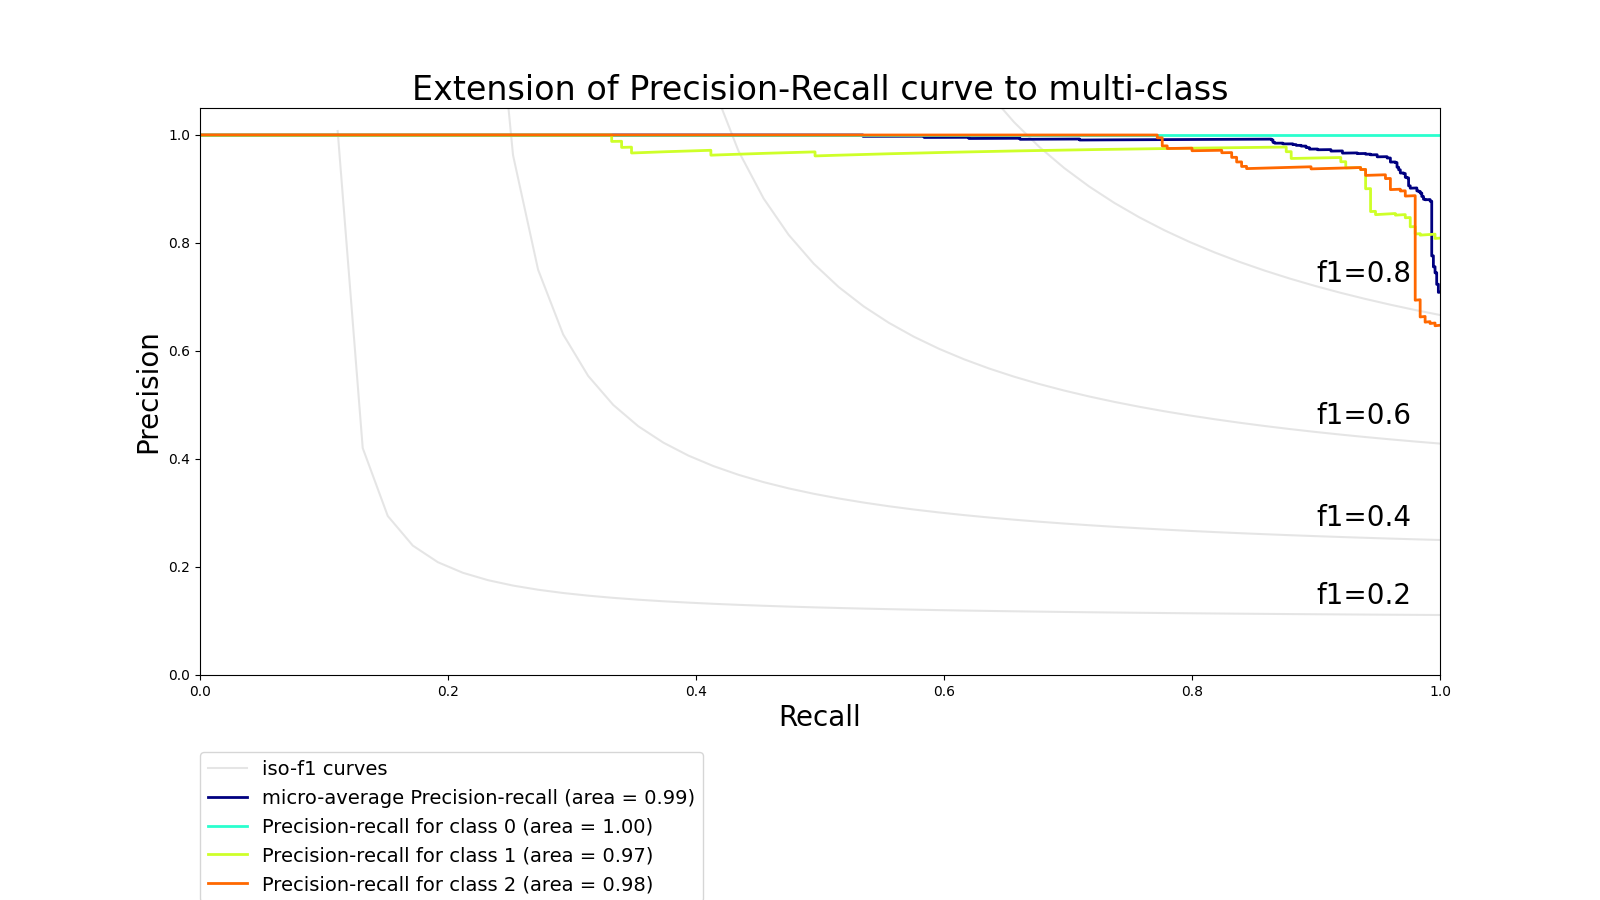 Extension of Precision-Recall curve to multi-class
1.0
0.8
0.6
0.4
0.2
0.0
Precision
f1=0.8
f1=0.6
f1=0.4
f1=0.2
0.0 0.2 0.4 0.6 0.8 1.0
Recall
iso-f1 curves
micro-average Precision-recall (area = 0.99)
Precision-recall for class 0 (area = 1.00)
Precision-recall for class 1 (area = 0.97)
Precision-recall for class 2 (area = 0.98)